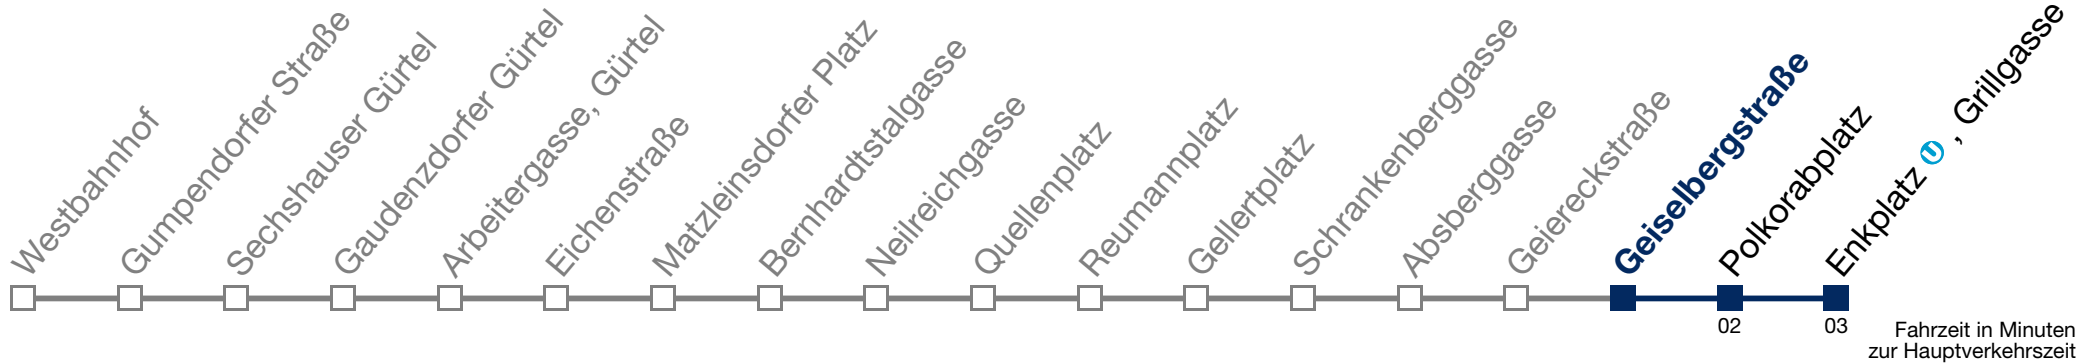 Westbahnhof
Gumpendorfer Straße
Sechshauser Gürtel
Gaudenzdorfer Gürtel
Arbeitergasse, Gürtel
Eichenstraße
Matzleinsdorfer Platz
Bernhardtstalgasse
Neilreichgasse
Quellenplatz
Reumannplatz
Gellertplatz
Schrankenberggasse
Absberggasse
Geiereckstraße
Geiselbergstraße
Polkorabplatz
Enkplatz U , Grillgasse
02
03
Fahrzeit in Minuten
zur Hauptverkehrszeit